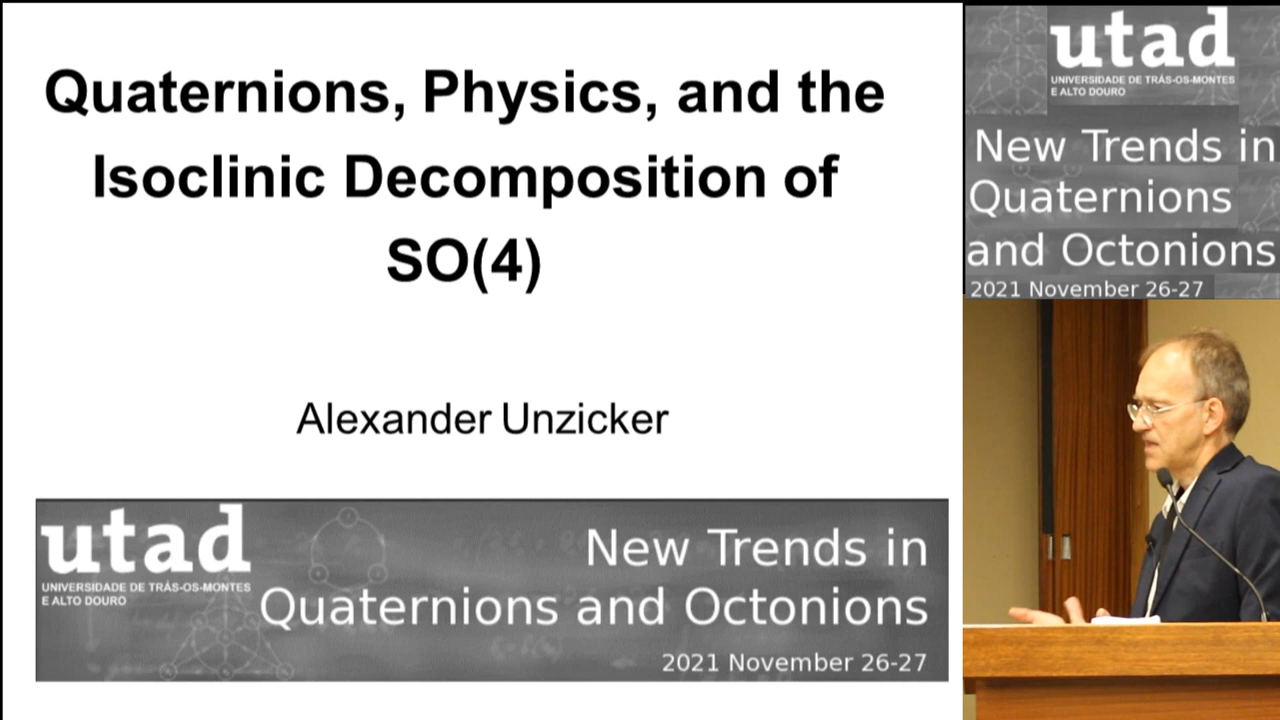 Quaternions, Physics, and the
Isoclinic Decomposition of
SO(4)
Alexander Unzicker
utad
UNIVERSIDADE DE TRÁS-OS-MONTES
E ALTO DOURO
New Trends in
Quaternions and Octonions
2021 November 26-27
utad
UNIVERSIDADE DE TRÁS-OS-MONTES
E ALTO DOURO
New Trends in
Quaternions
and Octonions
2021 November 26-27